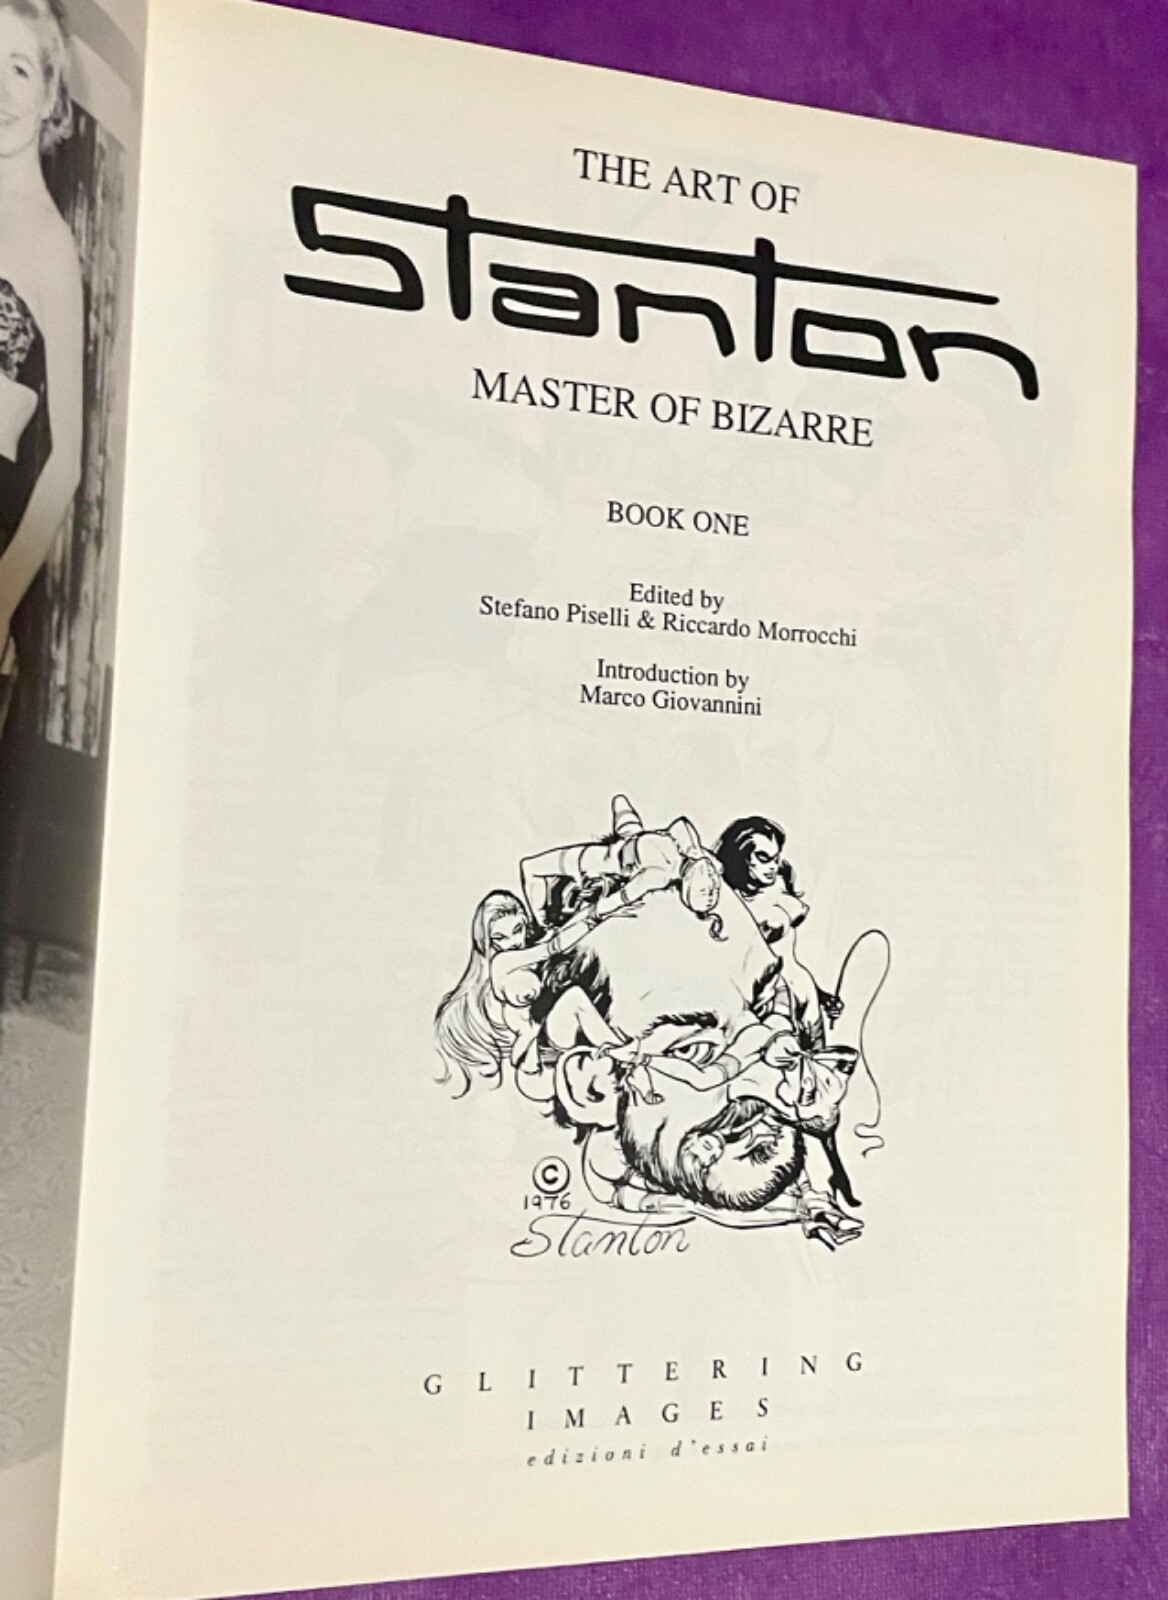 THE ART OF
Stanton
MASTER OF BIZARRE
BOOK ONE
Edited by
Stefano Piselli & Riccardo Morrocchi
Introduction by
Marco Giovannini
©
1976
Stanton
GLITTERING
IMAGES
edizioni d'essai